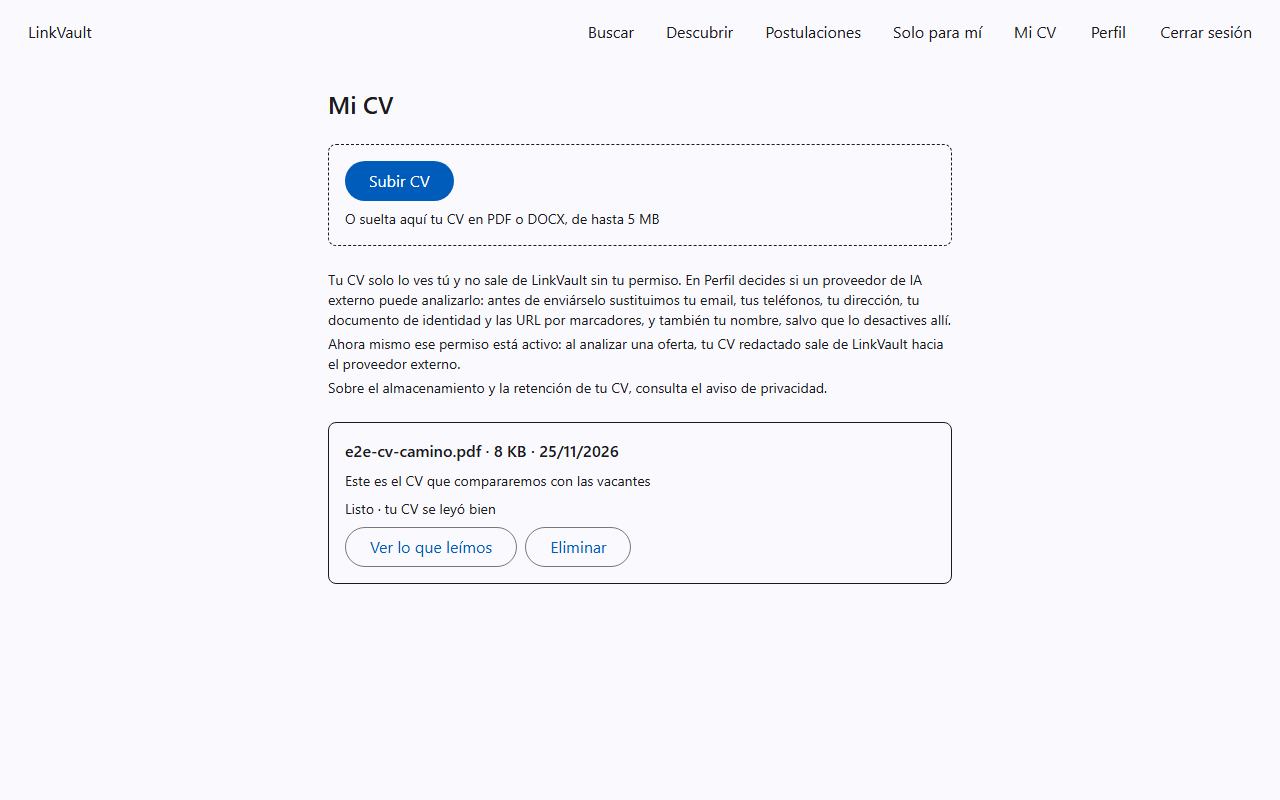 LinkVault
Buscar
Descubrir
Postulaciones
Solo para mí
Mi CV
Perfil
Cerrar sesión
Mi CV
Subir CV
O suelta aquí tu CV en PDF o DOCX, de hasta 5 MB
Tu CV solo lo ves tú y no sale de LinkVault sin tu permiso. En Perfil decides si un proveedor de IA
externo puede analizarlo: antes de enviárselo sustituimos tu email, tus teléfonos, tu dirección, tu
documento de identidad y las URL por marcadores, y también tu nombre, salvo que lo desactives allí.
Ahora mismo ese permiso está activo: al analizar una oferta, tu CV redactado sale de LinkVault hacia
el proveedor externo.
Sobre el almacenamiento y la retención de tu CV, consulta el aviso de privacidad.
e2e-cv-camino.pdf · 8 KB · 25/11/2026
Este es el CV que compararemos con las vacantes
Listo · tu CV se leyó bien
Ver lo que leímos
Eliminar